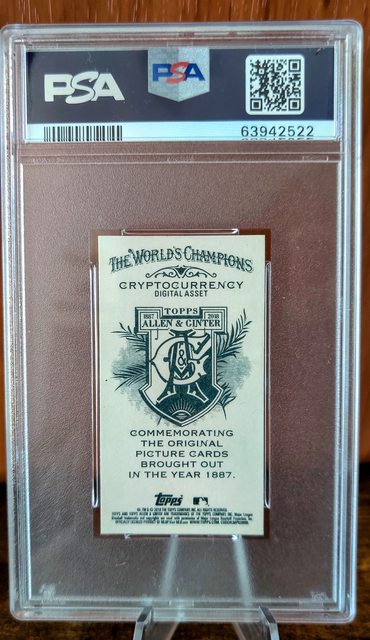 PSA PSA
63942522
THE WORLD'S CHAMPIONS
CRYPTOCURRENCY
DIGITAL ASSET
TOPPS
1887 2018
ALLEN & GINTER
A&G
COMMEMORATING
THE ORIGINAL
PICTURE CARDS
BROUGHT OUT
IN THE YEAR 1887.
Topps